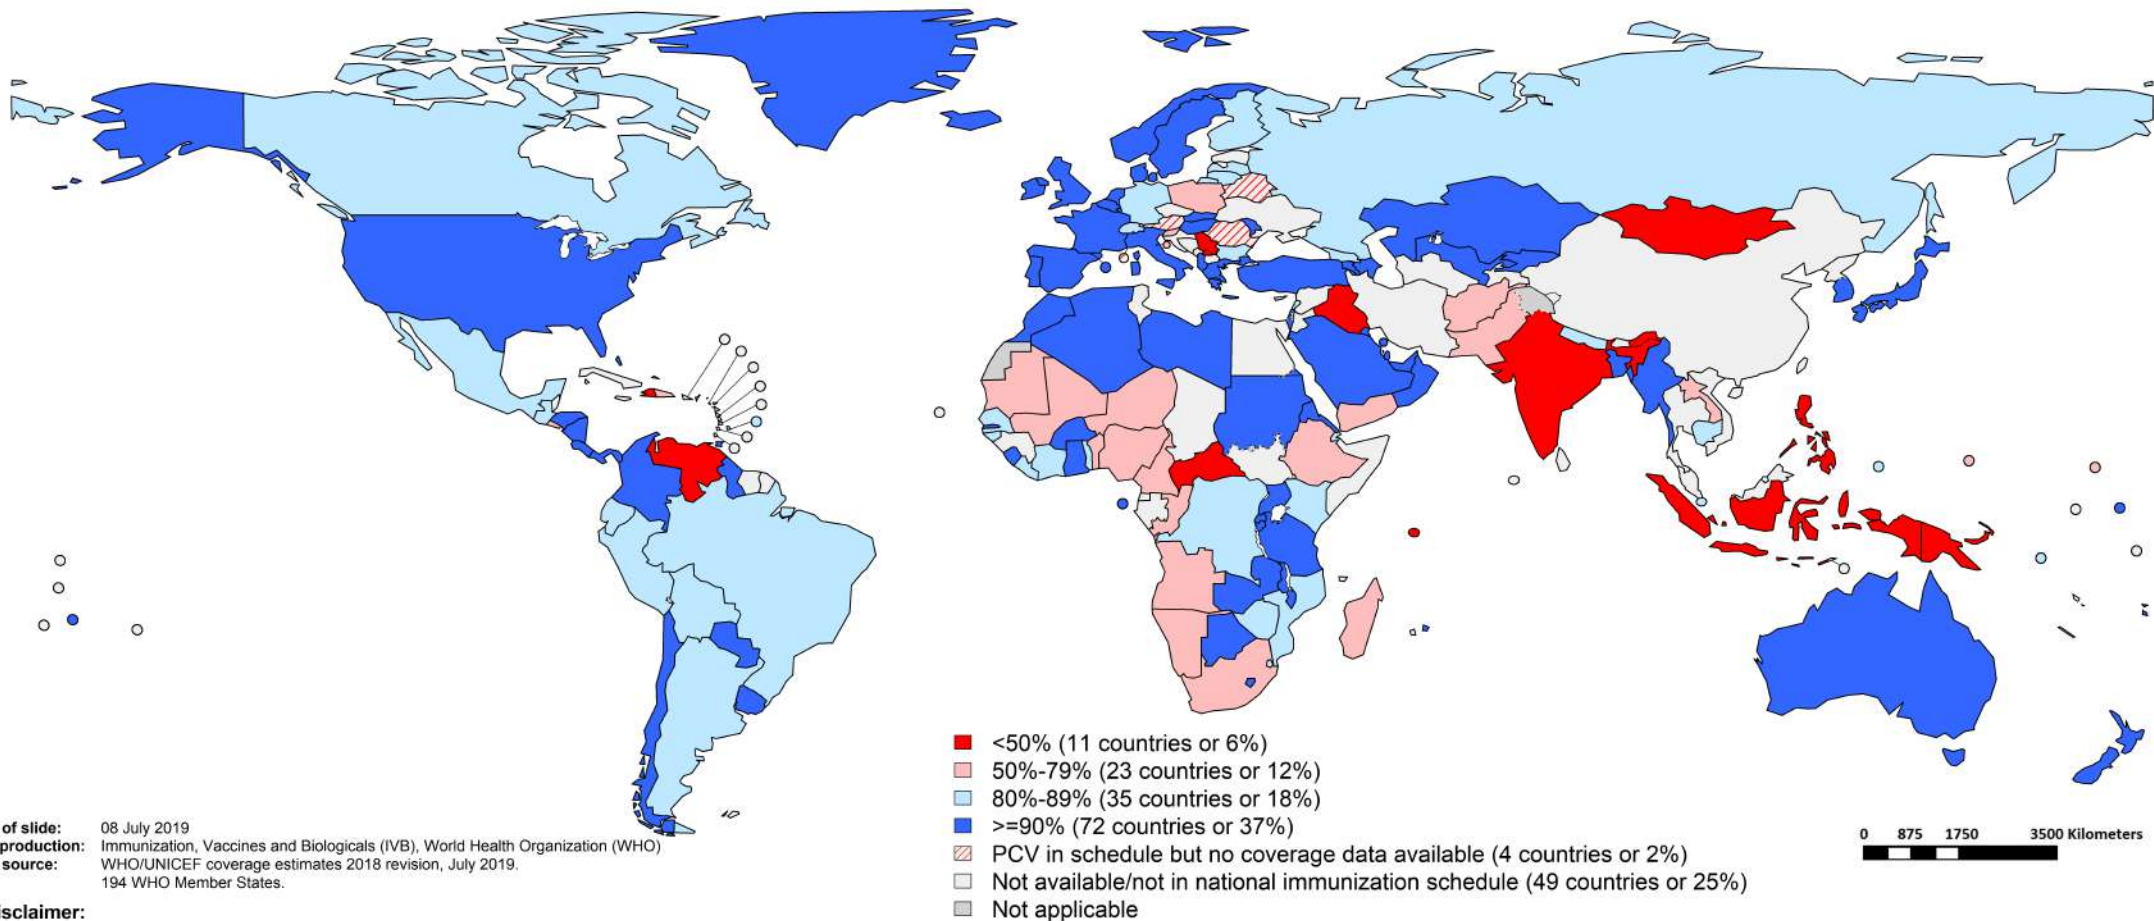 <50% (11 countries or 6%)
50%-79% (23 countries or 12%)
80%-89% (35 countries or 18%)
>=90% (72 countries or 37%)
PCV in schedule but no coverage data available (4 countries or 2%)
Not available/not in national immunization schedule (49 countries or 25%)
Not applicable
0 875 1750 3500 Kilometers
of slide: 08 July 2019
production: Immunization, Vaccines and Biologicals (IVB), World Health Organization (WHO)
source: WHO/UNICEF coverage estimates 2018 revision, July 2019.
194 WHO Member States.
isclaimer: